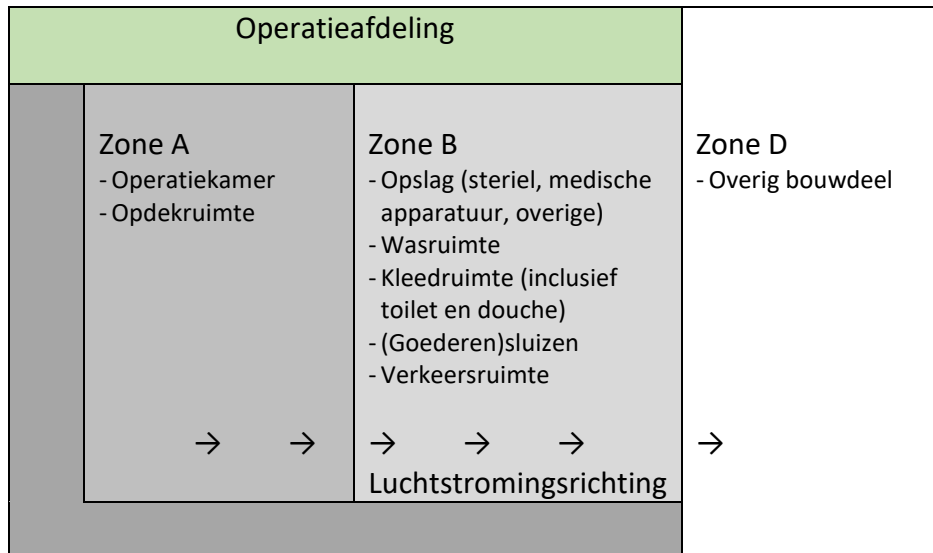 Operatieafdeling
Zone A
- Operatiekamer
- Opdekruimte
Zone B
- Opslag (steriel, medische
apparatuur, overige)
- Wasruimte
- Kleedruimte (inclusief
toilet en douche)
- (Goederen)sluizen
- Verkeersruimte
Zone D
- Overig bouwdeel
→ → → → → →
Luchtstromingsrichting